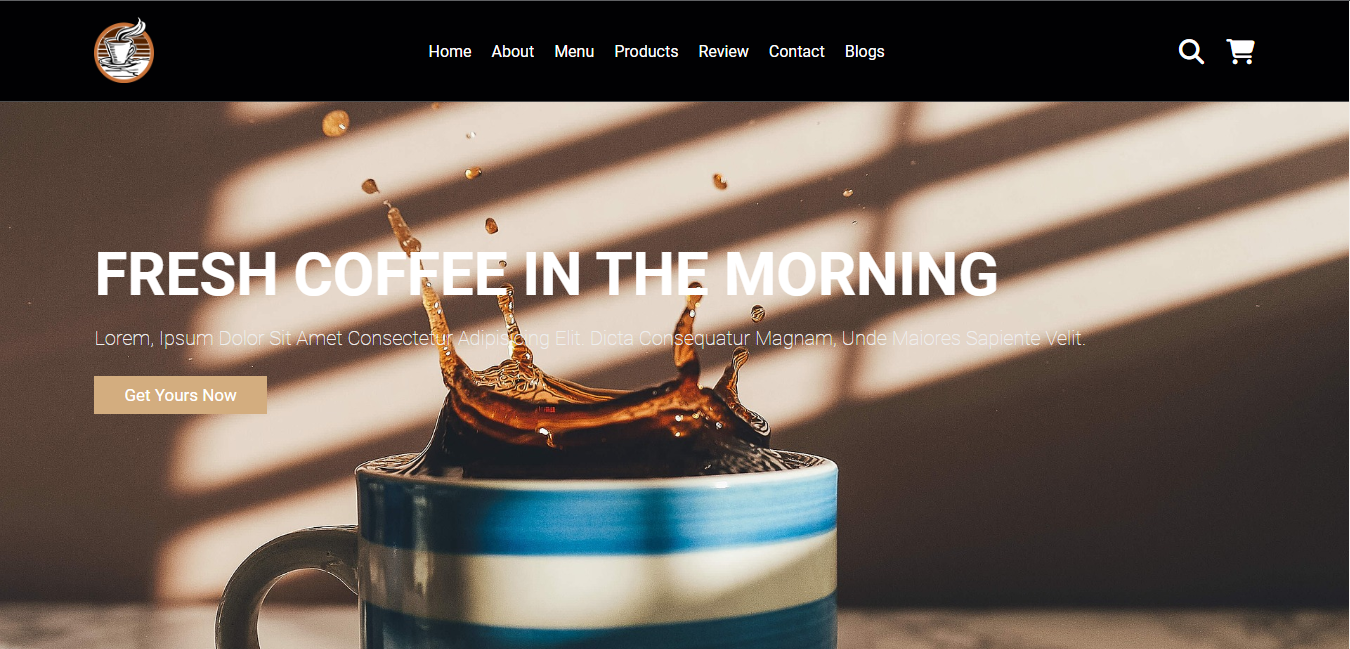 Home About Menu Products Review Contact Blogs
FRESH COFFEE IN THE MORNING
Lorem, Ipsum Dolor Sit Amet Consectetur Adipisicing Elit. Dicta Consequatur Magnam, Unde Maiores Sapiente Velit.
Get Yours Now